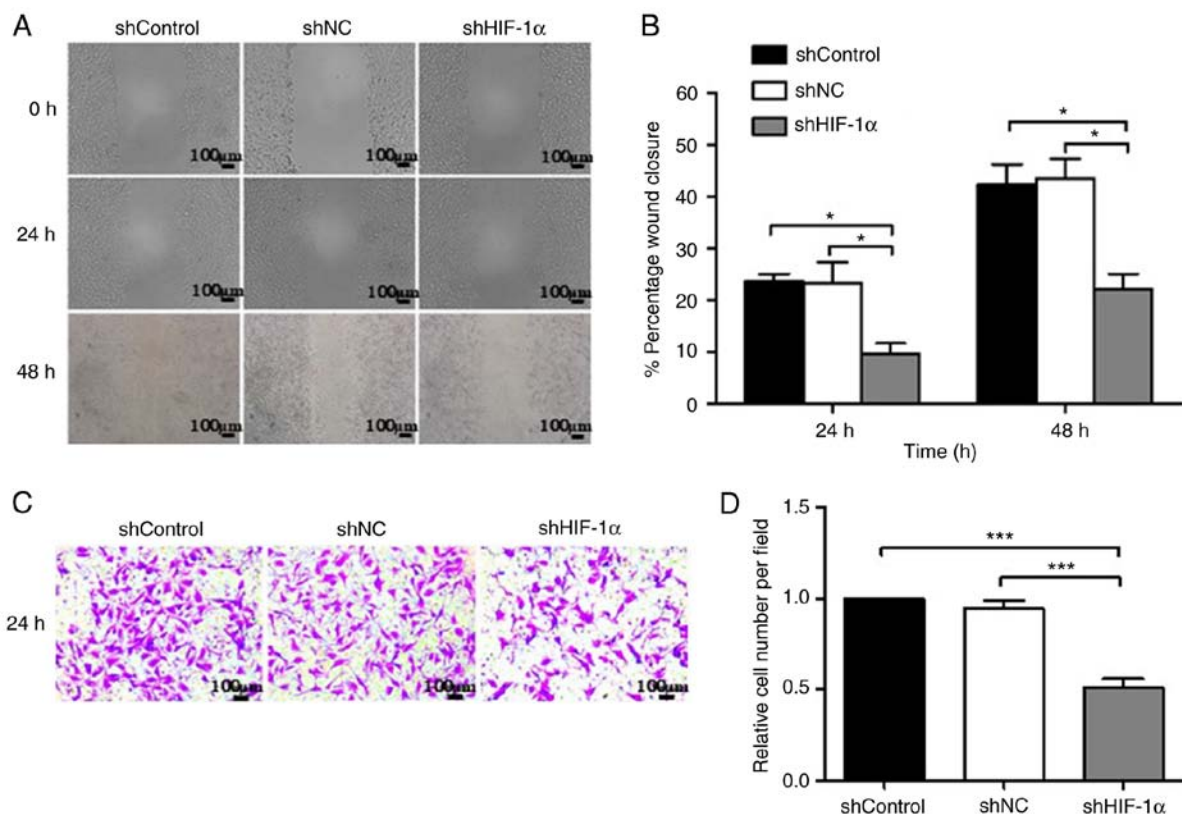 A
shControl
shNC
shHIF-1α
0 h
100µm
100µm
100µm
24 h
100µm
100µm
100µm
48 h
100µm
100µm
100µm
B
shControl
shNC
shHIF-1α
% Percentage wound closure
60
50
40
30
20
10
0
*
*
*
*
24 h
48 h
Time (h)
C
shControl
shNC
shHIF-1α
24 h
100µm
100µm
100µm
D
Relative cell number per field
1.5
1.0
0.5
0.0
***
***
shControl
shNC
shHIF-1α